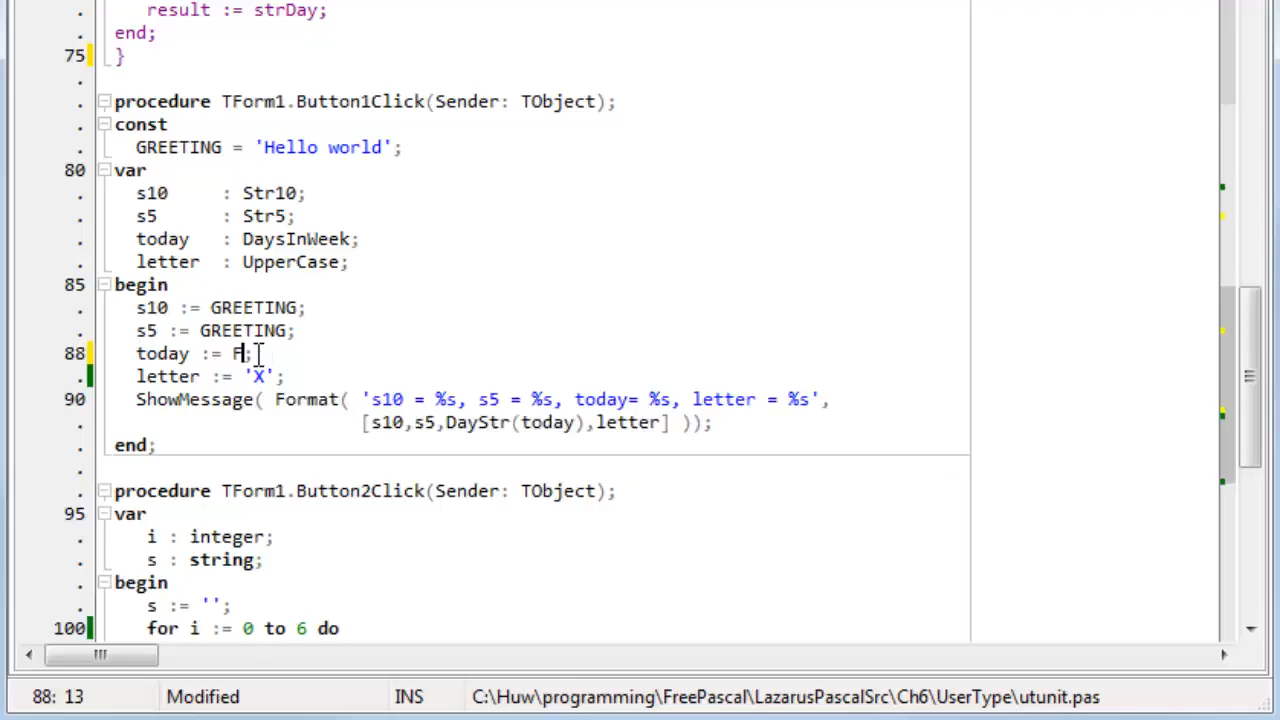 . result := strDay;
. end;
75 }
.
. procedure TForm1.Button1Click(Sender: TObject);
. const
. GREETING = 'Hello world';
80 var
. s10 : Str10;
. s5 : Str5;
. today : DaysInWeek;
. letter : UpperCase;
85 begin
. s10 := GREETING;
. s5 := GREETING;
88 today := F;
. letter := 'X';
90 ShowMessage( Format( 's10 = %s, s5 = %s, today= %s, letter = %s',
. [s10,s5,DayStr(today),letter] ));
. end;
.
. procedure TForm1.Button2Click(Sender: TObject);
95 var
. i : integer;
. s : string;
. begin
. s := '';
100 for i := 0 to 6 do
88: 13 Modified INS C:\Huw\programming\FreePascal\LazarusPascalSrc\Ch6\UserType\utunit.pas